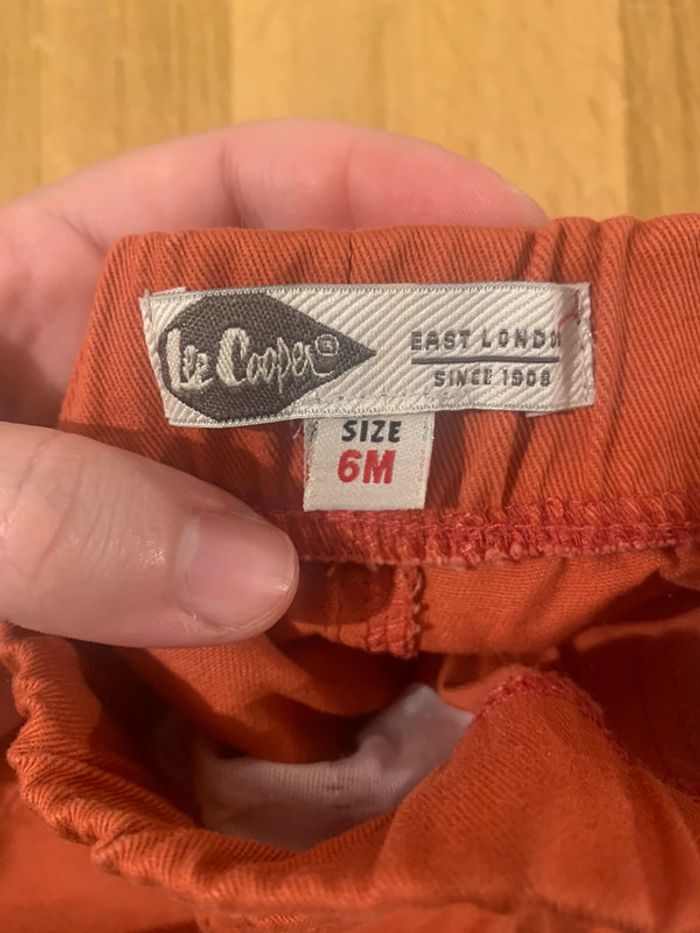 Lee Cooper®
EAST LONDON
SINCE 1908
SIZE
6M